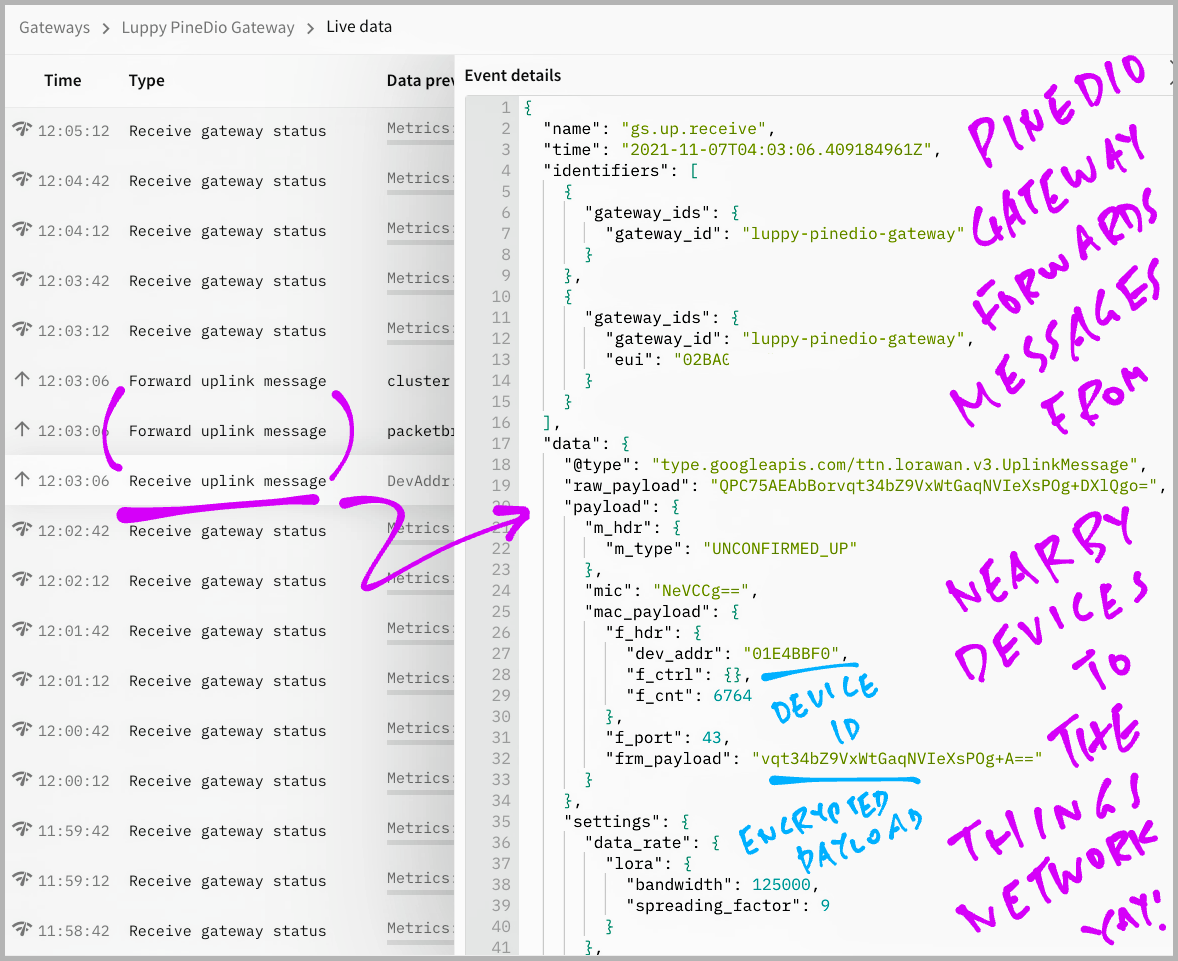 Gateways > Luppy PineDio Gateway > Live data
Time Type Data prev
12:05:12 Receive gateway status Metrics:
12:04:42 Receive gateway status Metrics:
12:04:12 Receive gateway status Metrics:
12:03:42 Receive gateway status Metrics:
12:03:12 Receive gateway status Metrics:
12:03:06 Forward uplink message cluster
12:03:06 Forward uplink message packetbr
12:03:06 Receive uplink message DevAddr:
12:02:42 Receive gateway status Metrics:
12:02:12 Receive gateway status Metrics:
12:01:42 Receive gateway status Metrics:
12:01:12 Receive gateway status Metrics:
12:00:42 Receive gateway status Metrics:
12:00:12 Receive gateway status Metrics:
11:59:42 Receive gateway status Metrics:
11:59:12 Receive gateway status Metrics:
11:58:42 Receive gateway status Metrics:
Event details
1 {
2 "name": "gs.up.receive",
3 "time": "2021-11-07T04:03:06.409184961Z",
4 "identifiers": [
5 {
6 "gateway_ids": {
7 "gateway_id": "luppy-pinedio-gateway"
8 }
9 },
10 {
11 "gateway_ids": {
12 "gateway_id": "luppy-pinedio-gateway",
13 "eui": "02BA
14 }
15 }
16 ],
17 "data": {
18 "@type": "type.googleapis.com/ttn.lorawan.v3.UplinkMessage",
19 "raw_payload": "QPC75AEAbBorvqt34bZ9VxWtGaqNVIeXsPOg+DXlQgo=",
20 "payload": {
21 "m_hdr": {
22 "m_type": "UNCONFIRMED_UP"
23 },
24 "mic": "NeVCCg==",
25 "mac_payload": {
26 "f_hdr": {
27 "dev_addr": "01E4BBF0",
28 "f_ctrl": {},
29 "f_cnt": 6764
30 },
31 "f_port": 43,
32 "frm_payload": "vqt34bZ9VxWtGaqNVIeXsPOg+A=="
33 }
34 },
35 "settings": {
36 "data_rate": {
37 "lora": {
38 "bandwidth": 125000,
39 "spreading_factor": 9
40 }
41 },
PINEDIO
GATEWAY
FORWARDS
MESSAGES
FROM
NEARBY
DEVICES
TO
THE
THINGS
NETWORK
YAY!
DEVICE
ID
ENCRYPTED
PAYLOAD